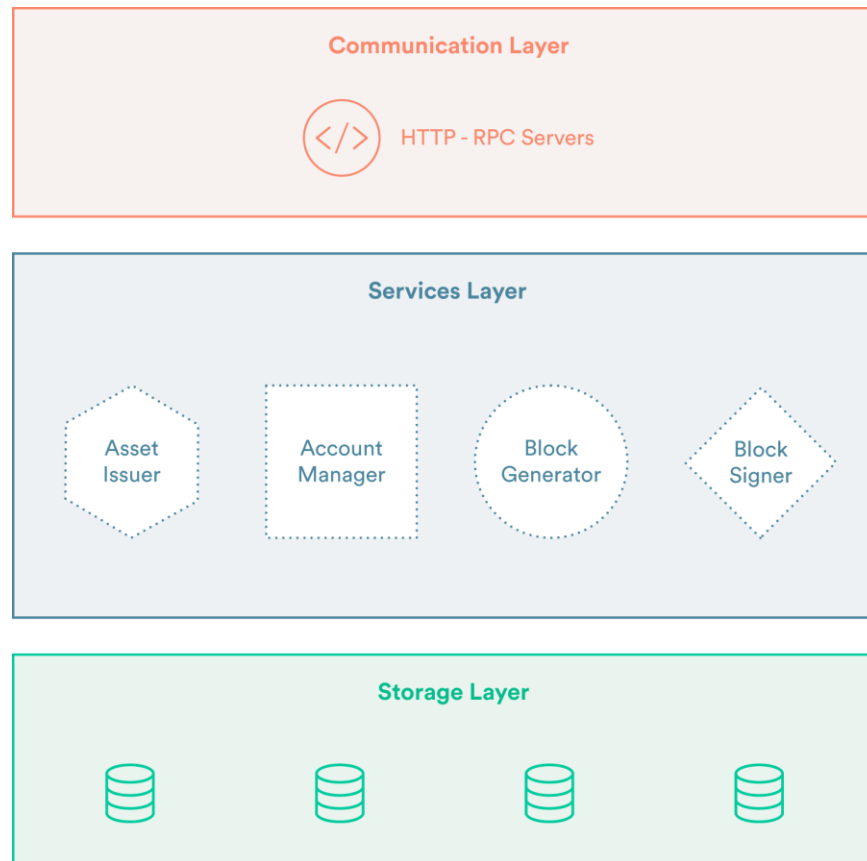 Communication Layer
</> HTTP - RPC Servers
Services Layer
Asset
Issuer
Account
Manager
Block
Generator
Block
Signer
Storage Layer